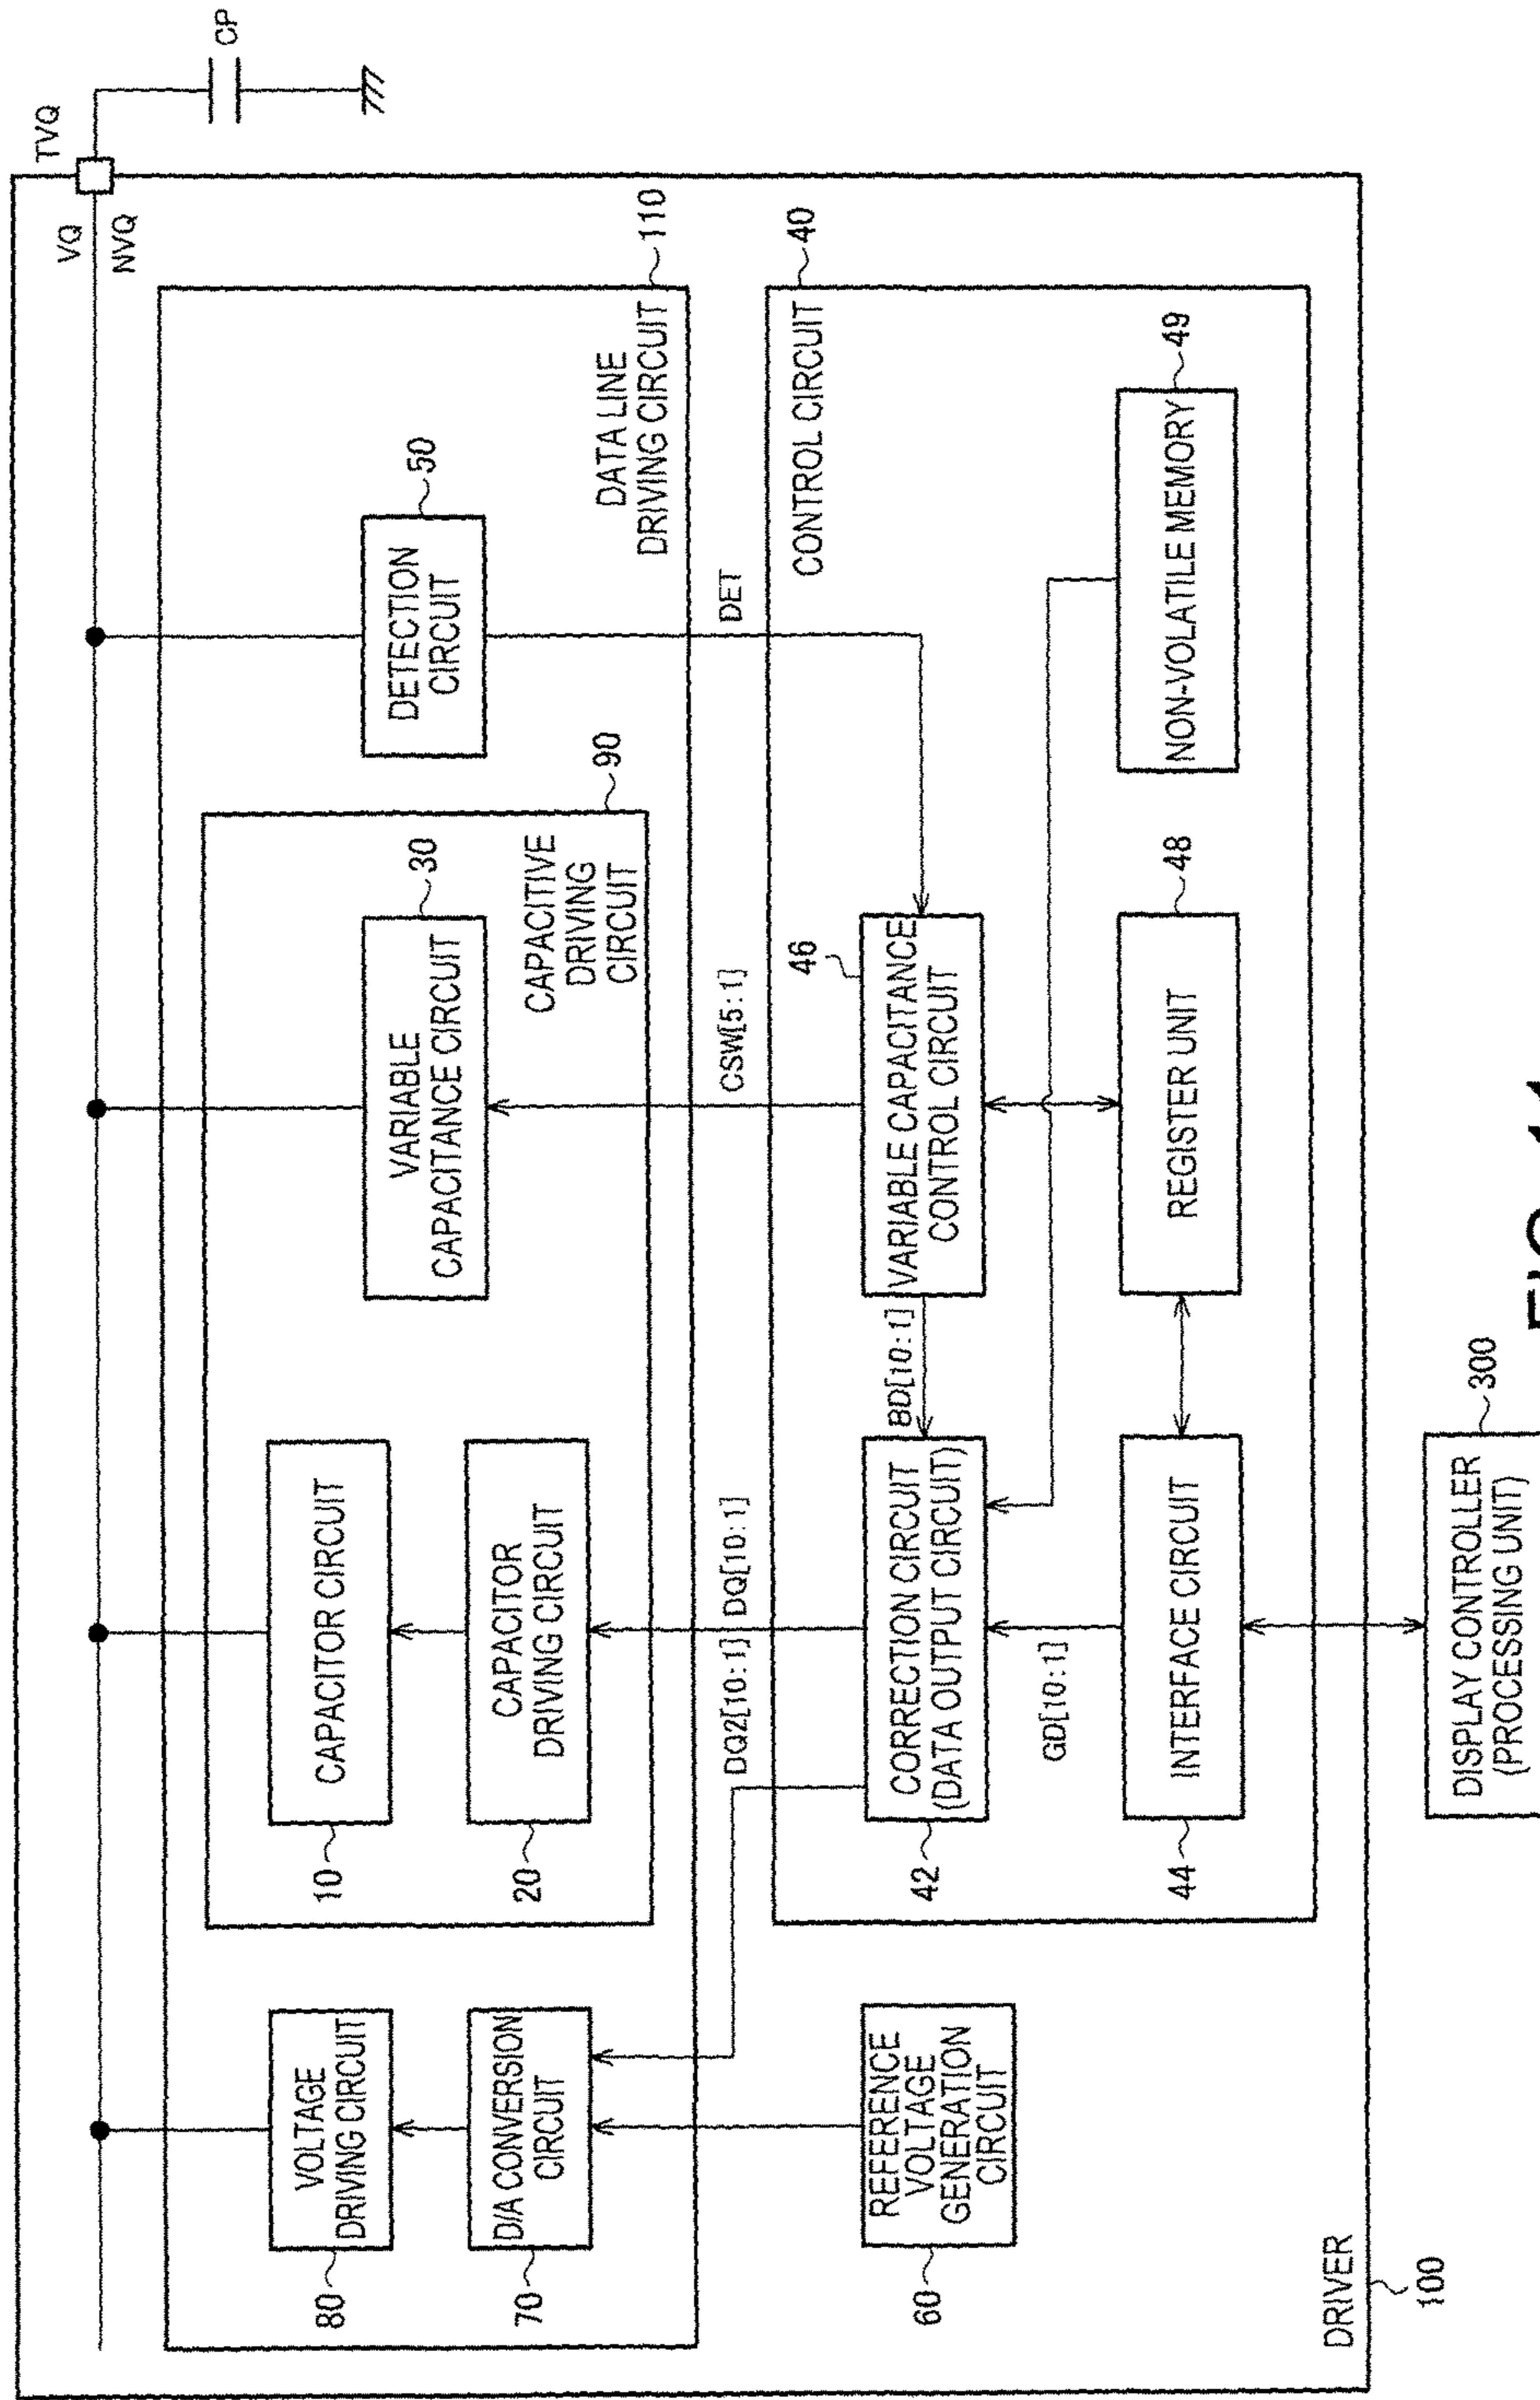 VQ
TVQ
NVQ
CP
110
DATA LINE
DRIVING CIRCUIT
80
VOLTAGE
DRIVING CIRCUIT
70
D/A CONVERSION
CIRCUIT
90
CAPACITIVE
DRIVING
CIRCUIT
10
CAPACITOR CIRCUIT
20
CAPACITOR
DRIVING CIRCUIT
30
VARIABLE
CAPACITANCE CIRCUIT
50
DETECTION
CIRCUIT
DQ2[10:1]
DQ[10:1]
CSW[5:1]
DET
60
REFERENCE
VOLTAGE
GENERATION
CIRCUIT
40
CONTROL CIRCUIT
42
CORRECTION CIRCUIT
(DATA OUTPUT CIRCUIT)
BD[10:1]
46
VARIABLE CAPACITANCE
CONTROL CIRCUIT
GD[10:1]
44
INTERFACE CIRCUIT
48
REGISTER UNIT
49
NON-VOLATILE MEMORY
DRIVER
100
300
DISPLAY CONTROLLER
(PROCESSING UNIT)